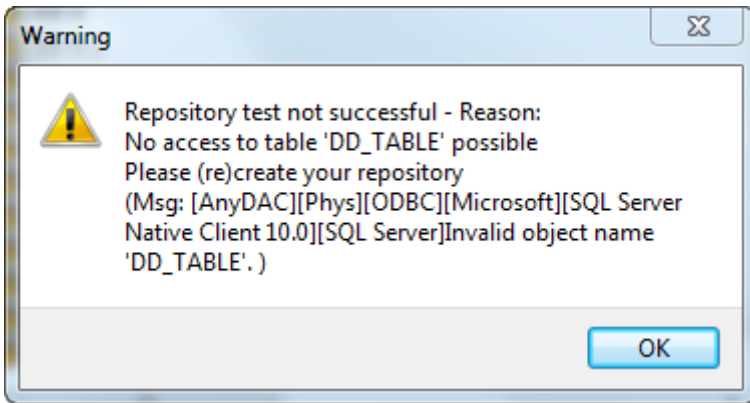 Warning
Repository test not successful - Reason:
No access to table 'DD_TABLE' possible
Please (re)create your repository
(Msg: [AnyDAC][Phys][ODBC][Microsoft][SQL Server
Native Client 10.0][SQL Server]Invalid object name
'DD_TABLE'. )
OK